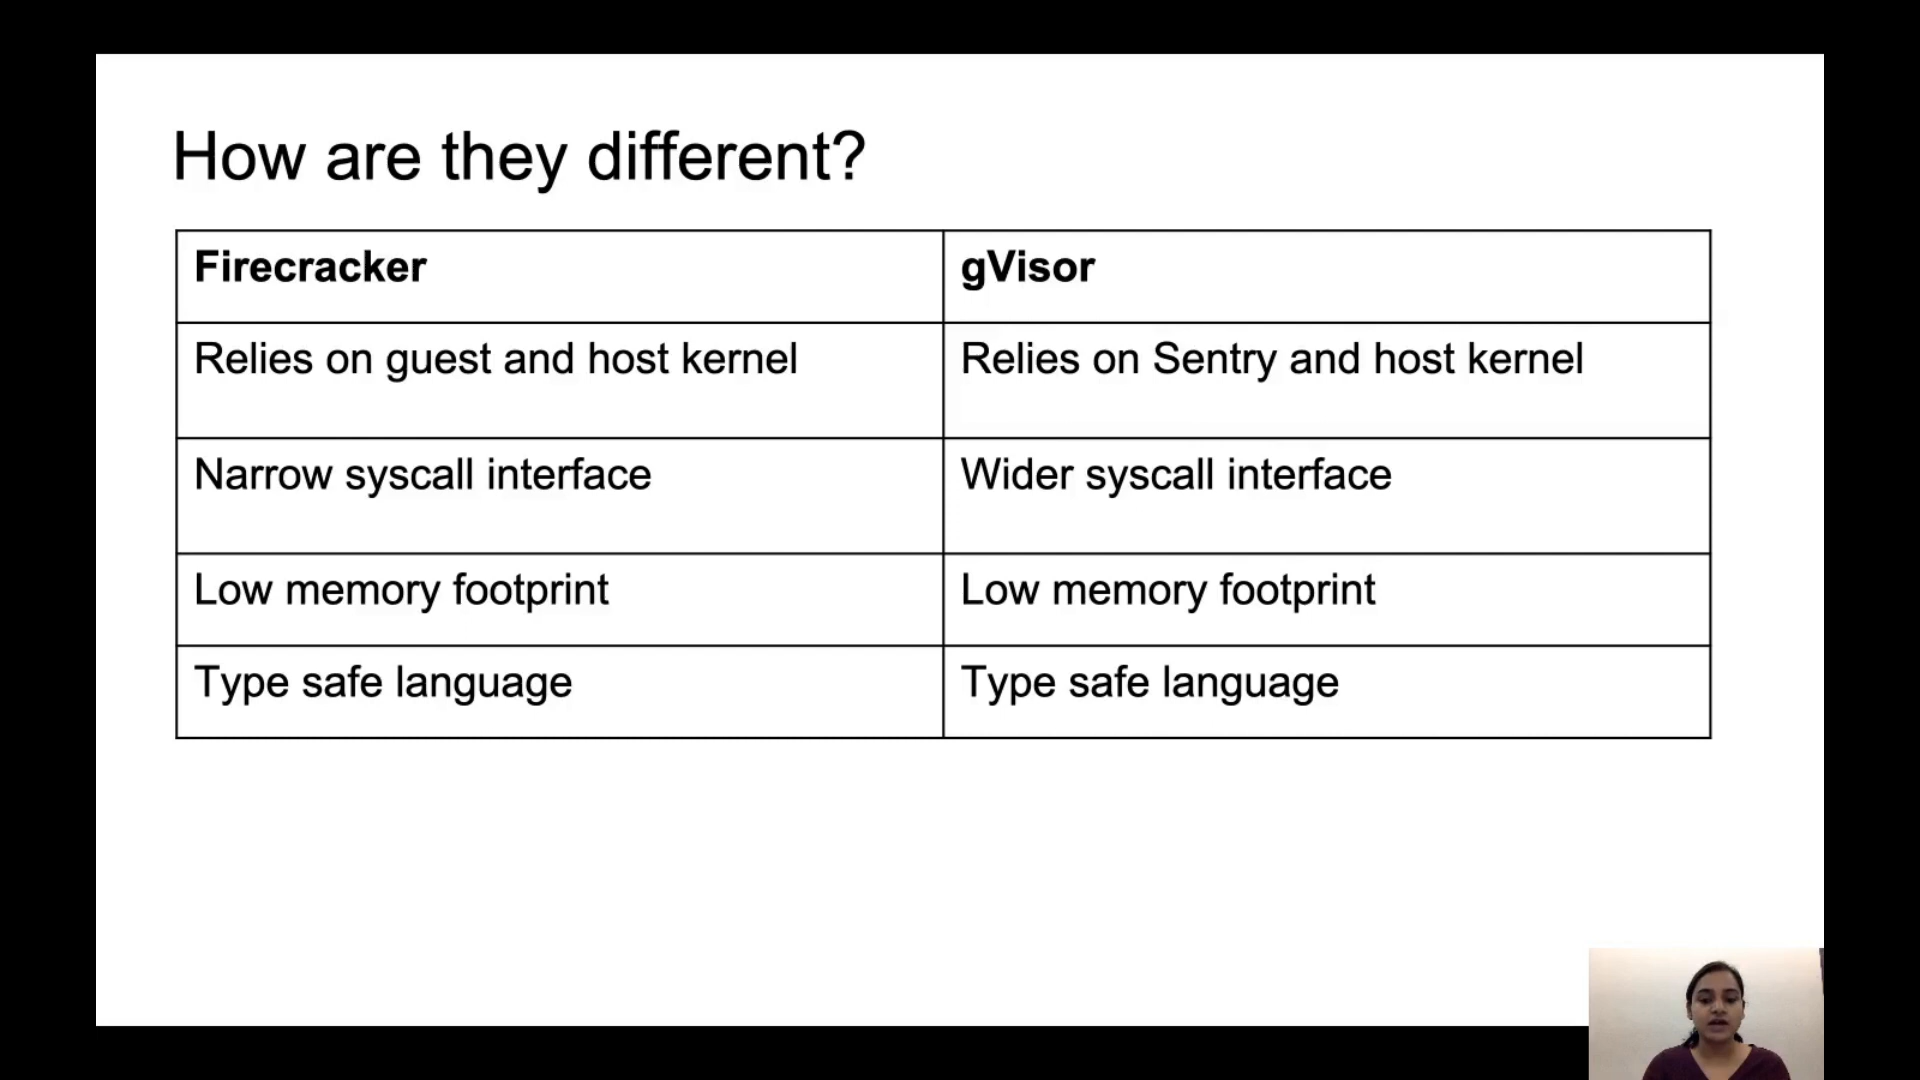 How are they different?
Firecracker
gVisor
Relies on guest and host kernel
Relies on Sentry and host kernel
Narrow syscall interface
Wider syscall interface
Low memory footprint
Low memory footprint
Type safe language
Type safe language